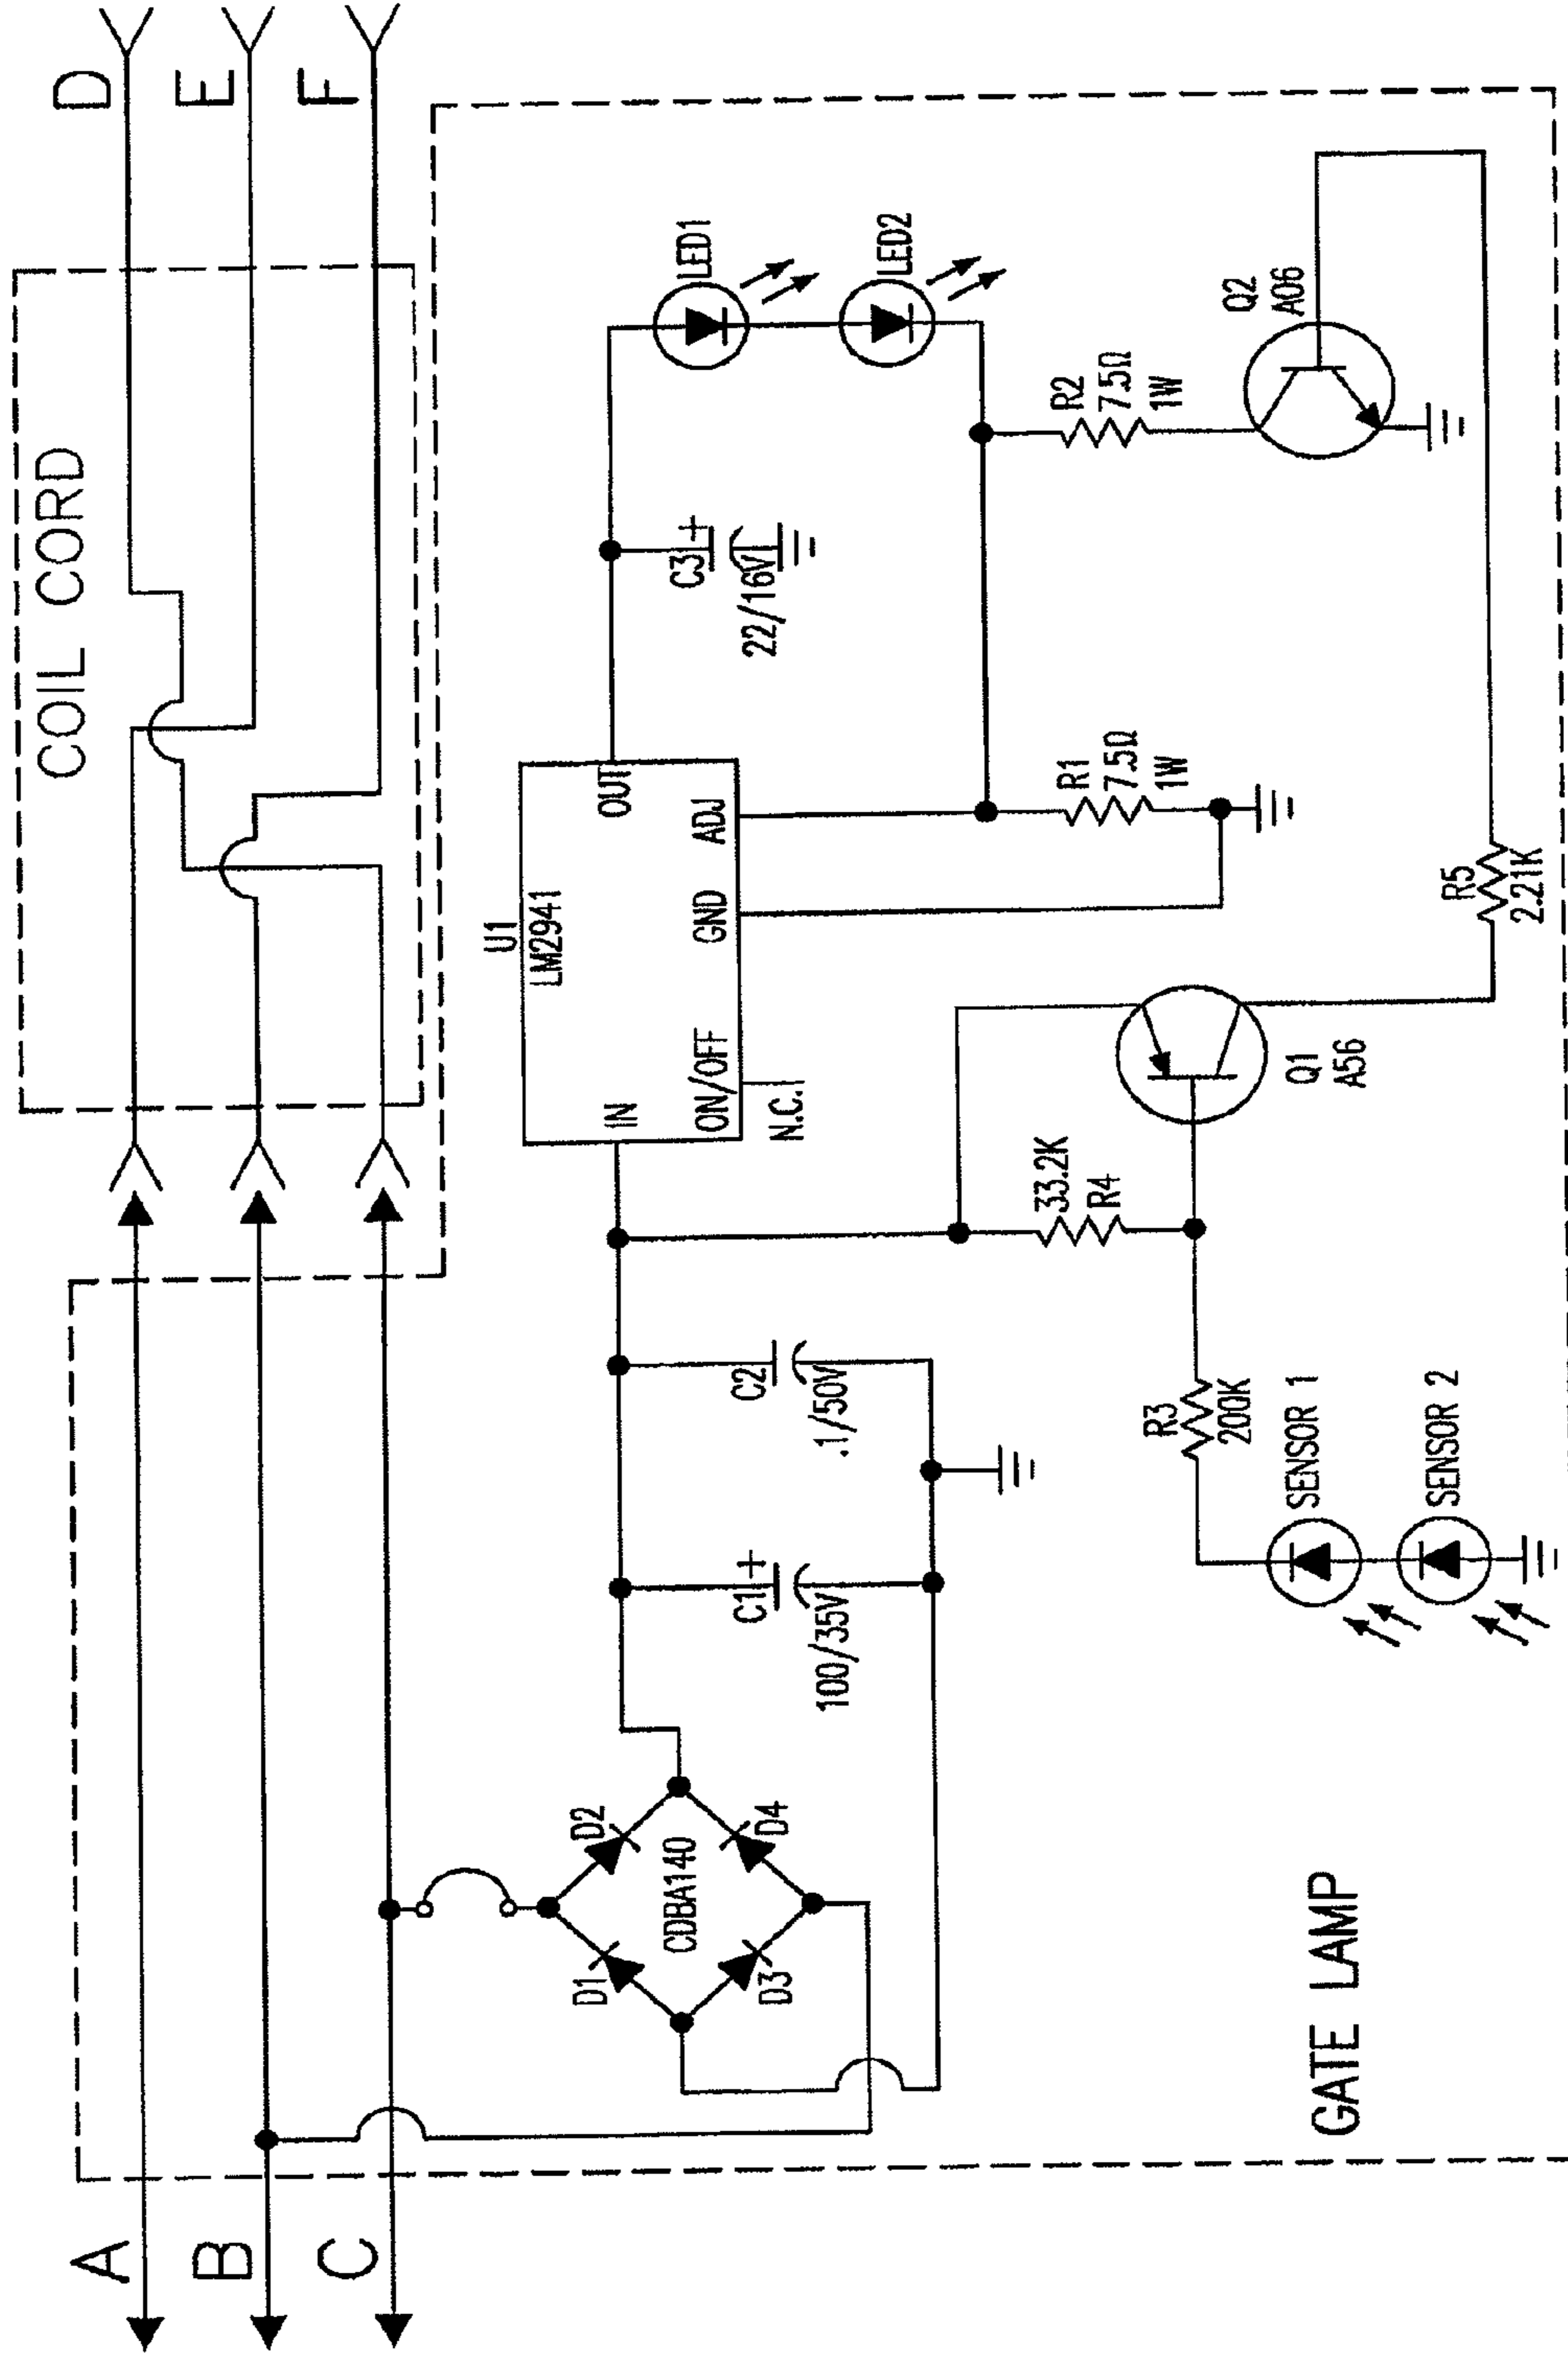 A
B
C
COIL CORD
D
E
F
U1
LM2941
IN
OUT
ON/OFF
GND
ADJ
N.C.
C3
+
22/16V
LED1
LED2
D1
D2
CDBA140
D3
D4
C1
+
100/35V
C2
.1/50V
33.2K
R4
R1
7.5Ω
1W
R2
7.5Ω
1W
Q2
A06
Q1
A56
R3
200K
SENSOR 1
SENSOR 2
R5
2.21K
GATE LAMP